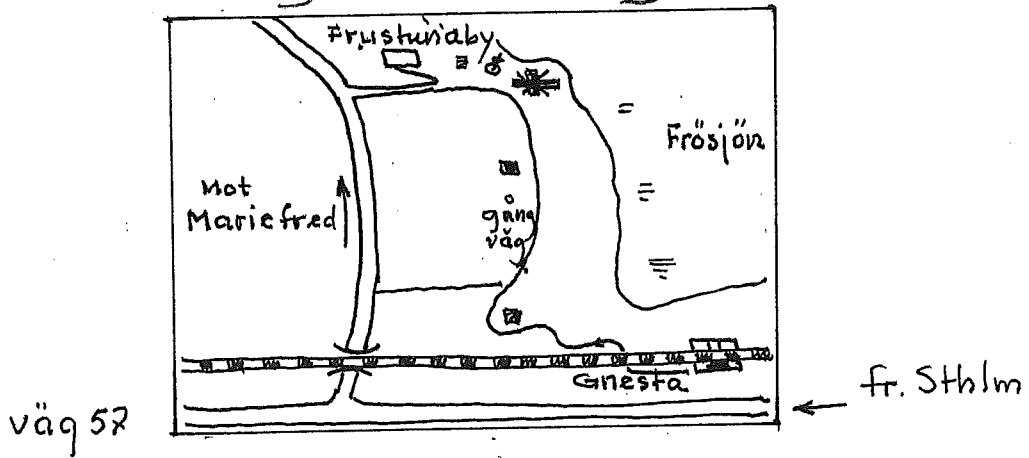 Frustunaby
Frösjön
Mot
Mariefred
gång
väg
Gnesta
fr. Sthlm
väg 57